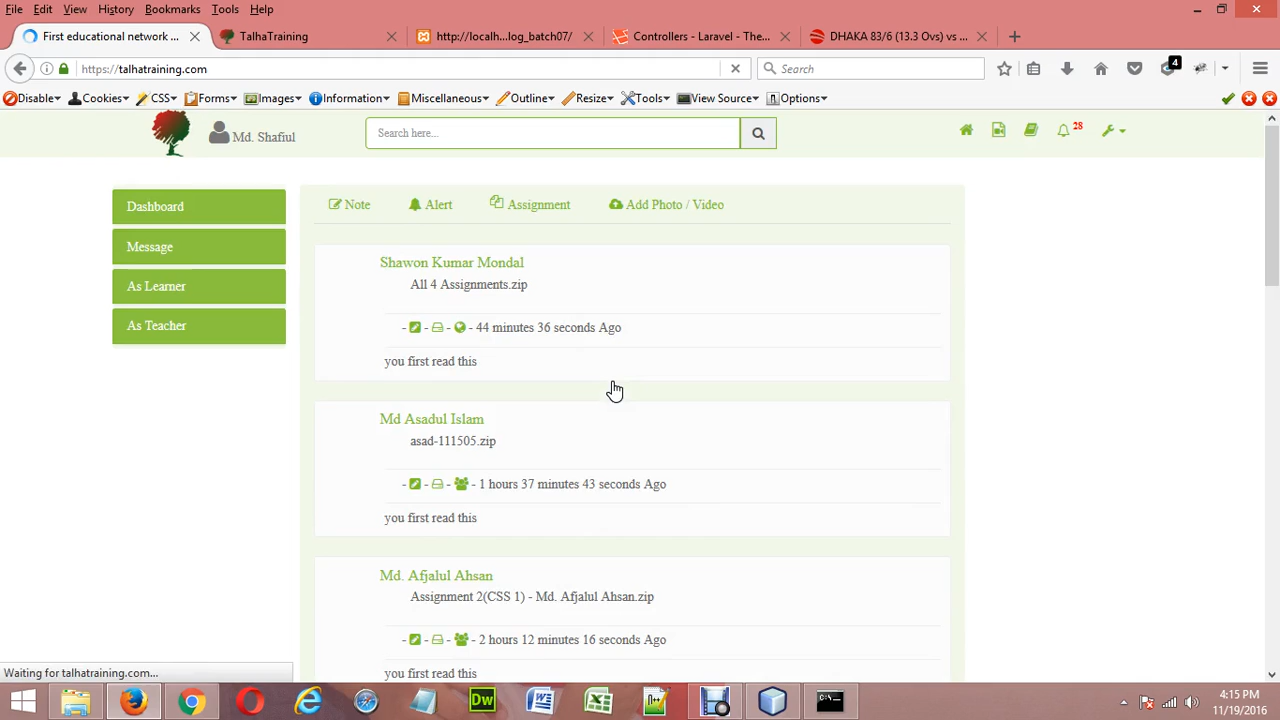 File Edit View History Bookmarks Tools Help
First educational network ... × TalhaTraining × http://localh...log_batch07/ × Controllers - Laravel - The... × DHAKA 83/6 (13.3 Ovs) vs ... ×
https://talhatraining.com Search 4
Disable Cookies CSS Forms Images Information Miscellaneous Outline Resize Tools View Source Options
Md. Shafiul Search here... 28
Dashboard
Message
As Learner
As Teacher
Note Alert Assignment Add Photo / Video
Shawon Kumar Mondal
All 4 Assignments.zip
- - - 44 minutes 36 seconds Ago
you first read this
Md Asadul Islam
asad-111505.zip
- - - 1 hours 37 minutes 43 seconds Ago
you first read this
Md. Afjalul Ahsan
Assignment 2(CSS 1) - Md. Afjalul Ahsan.zip
- - - 2 hours 12 minutes 16 seconds Ago
you first read this
Waiting for talhatraining.com...
Dw
4:15 PM
11/19/2016